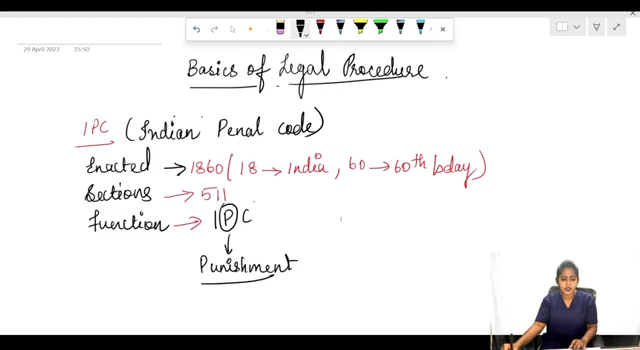 29 April 2023 15:50
Basics of Legal Procedure
IPC (Indian Penal code)
Enacted → 1860 ( 18 → India, 60 → 60th bday )
Sections → 511
Function → IPC
↓
Punishment